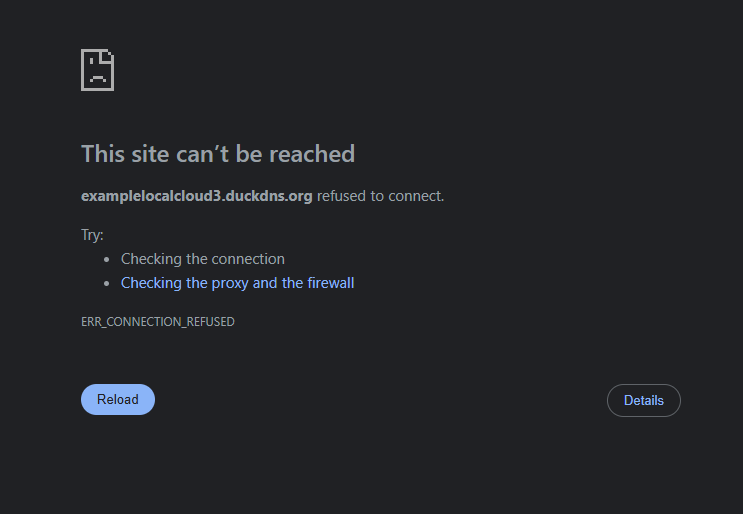 This site can’t be reached
examplelocalcloud3.duckdns.org refused to connect.
Try:
• Checking the connection
• Checking the proxy and the firewall
ERR_CONNECTION_REFUSED
Reload
Details